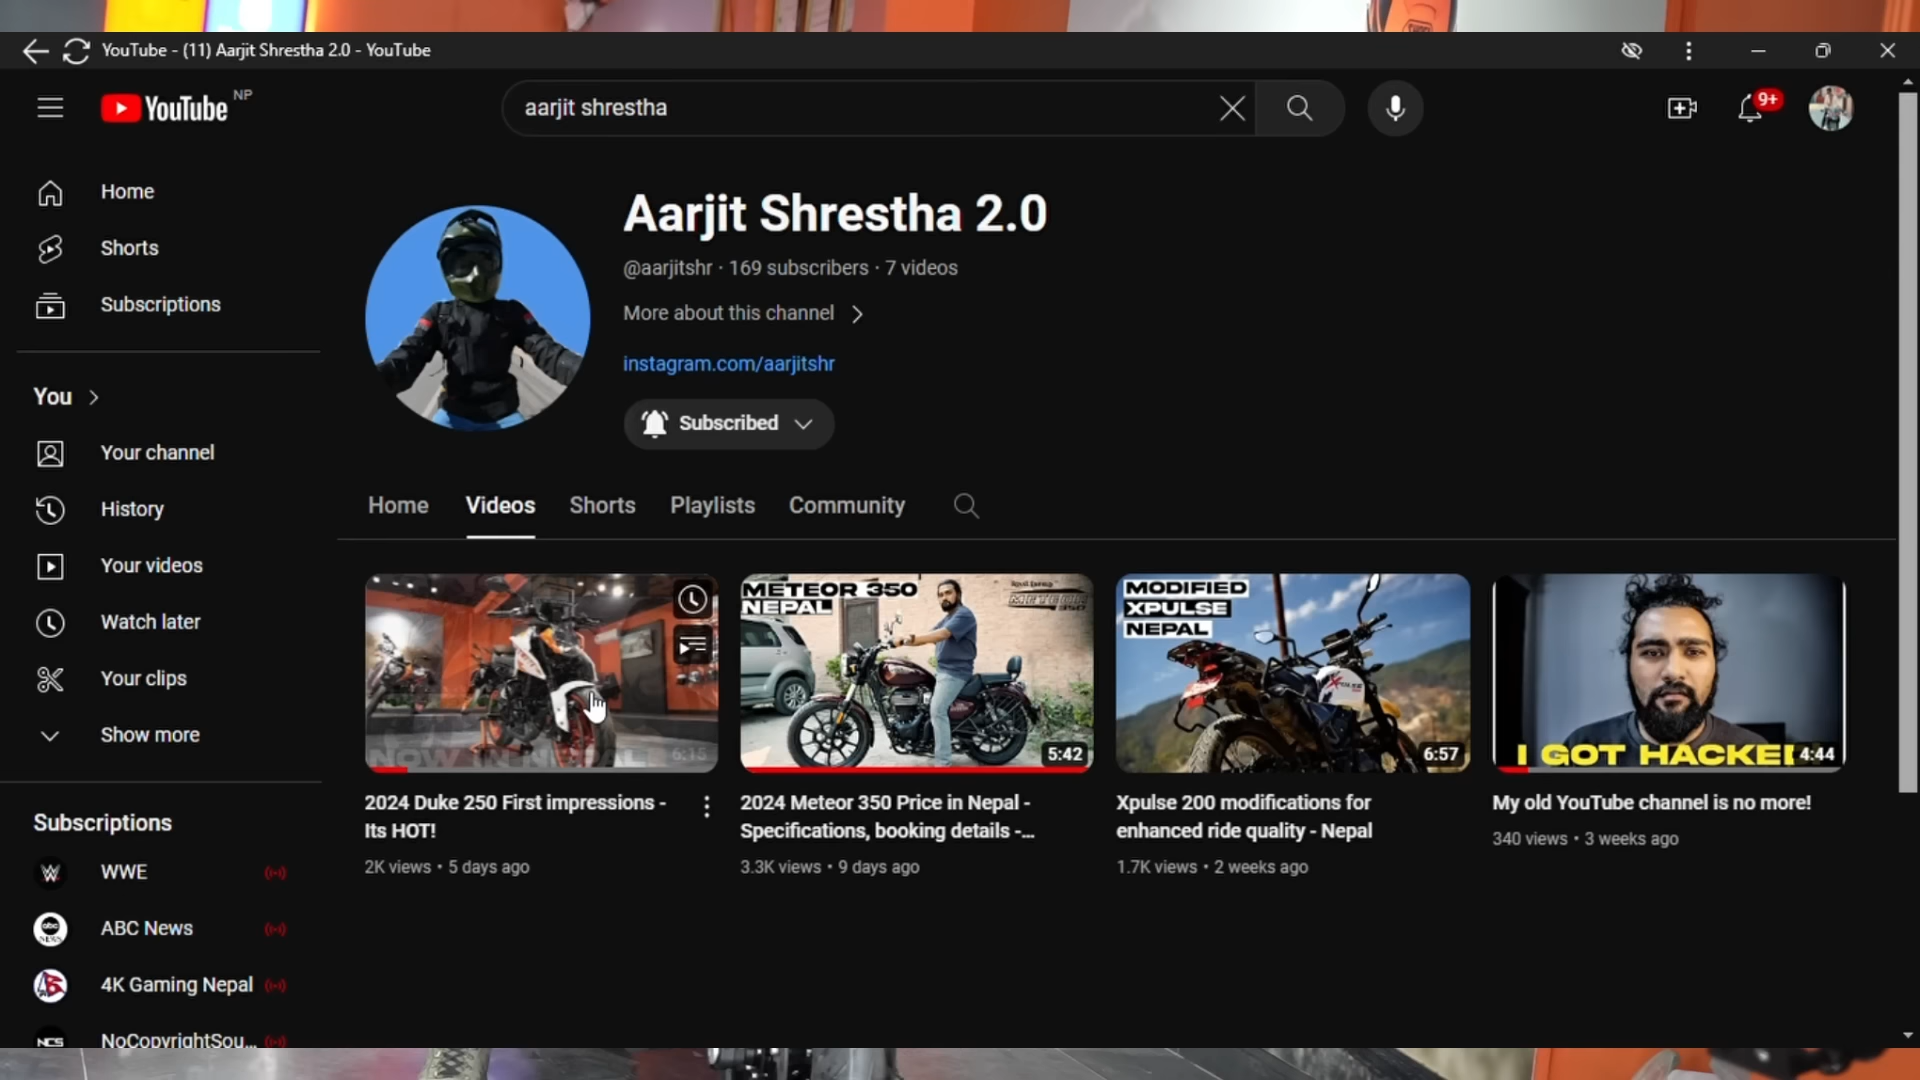 YouTube - (11) Aarjit Shrestha 2.0 - YouTube
YouTube NP
aarjit shrestha
9+
Home
Shorts
Subscriptions
You
Your channel
History
Your videos
Watch later
Your clips
Show more
Subscriptions
WWE
ABC News
4K Gaming Nepal
NoCopyrightSou...
Aarjit Shrestha 2.0
@aarjitshr · 169 subscribers · 7 videos
More about this channel
instagram.com/aarjitshr
Subscribed
Home Videos Shorts Playlists Community
NOW IN NEPAL
6:15
2024 Duke 250 First impressions -
Its HOT!
2K views • 5 days ago
METEOR 350
NEPAL
5:42
2024 Meteor 350 Price in Nepal -
Specifications, booking details -...
3.3K views • 9 days ago
MODIFIED
XPULSE
NEPAL
6:57
Xpulse 200 modifications for
enhanced ride quality - Nepal
1.7K views • 2 weeks ago
I GOT HACKE
4:44
My old YouTube channel is no more!
340 views • 3 weeks ago